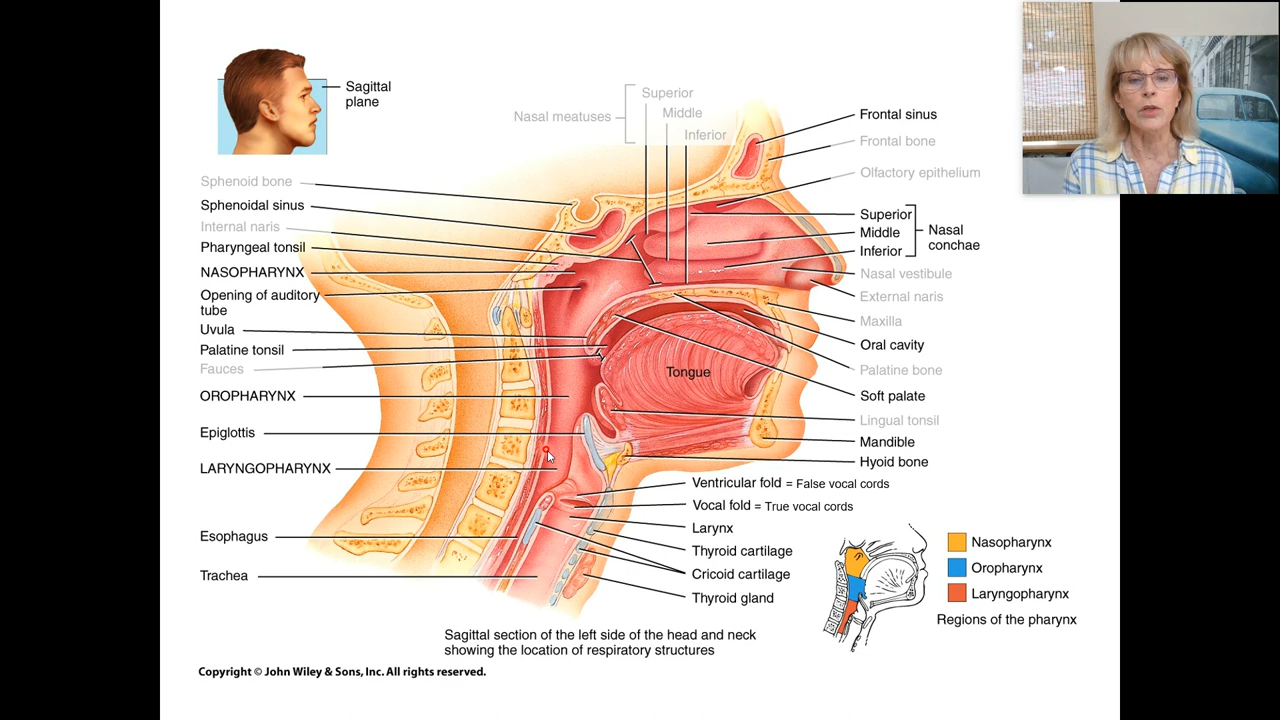 Sagittal
plane
Nasal meatuses
Superior
Middle
Inferior
Sphenoid bone
Sphenoidal sinus
Internal naris
Pharyngeal tonsil
NASOPHARYNX
Opening of auditory
tube
Uvula
Palatine tonsil
Fauces
OROPHARYNX
Epiglottis
LARYNGOPHARYNX
Esophagus
Trachea
Tongue
Frontal sinus
Frontal bone
Olfactory epithelium
Superior
Middle
Inferior
Nasal
conchae
Nasal vestibule
External naris
Maxilla
Oral cavity
Palatine bone
Soft palate
Lingual tonsil
Mandible
Hyoid bone
Ventricular fold = False vocal cords
Vocal fold = True vocal cords
Larynx
Thyroid cartilage
Cricoid cartilage
Thyroid gland
Nasopharynx
Oropharynx
Laryngopharynx
Regions of the pharynx
Sagittal section of the left side of the head and neck
showing the location of respiratory structures
Copyright © John Wiley & Sons, Inc. All rights reserved.